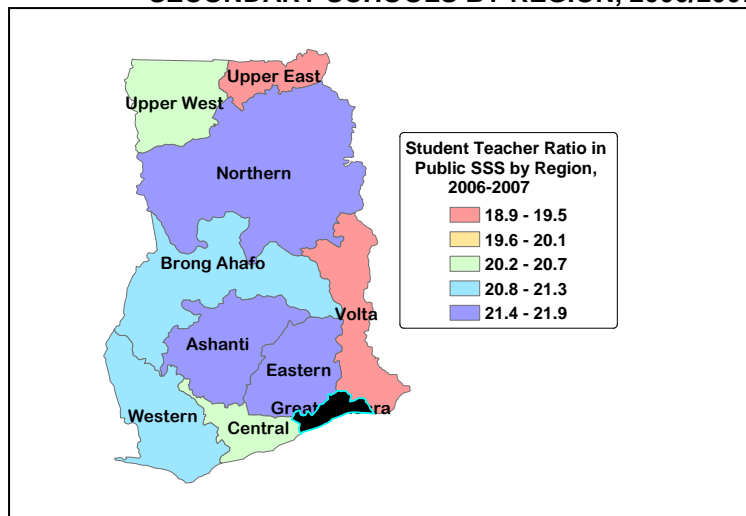 Upper East
Upper West
Northern
Brong Ahafo
Volta
Ashanti
Eastern
Western
Central
Student Teacher Ratio in
Public SSS by Region,
2006-2007
18.9 - 19.5
19.6 - 20.1
20.2 - 20.7
20.8 - 21.3
21.4 - 21.9